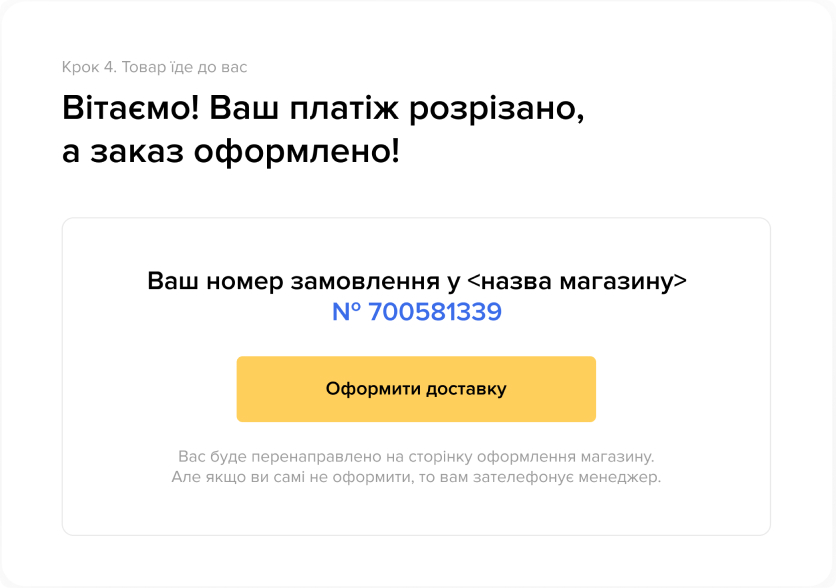 Крок 4. Товар їде до вас
Вітаємо! Ваш платіж розрізано,
а заказ оформлено!
Ваш номер замовлення у <назва магазину>
№ 700581339
Оформити доставку
Вас буде перенаправлено на сторінку оформлення магазину.
Але якщо ви самі не оформити, то вам зателефонує менеджер.